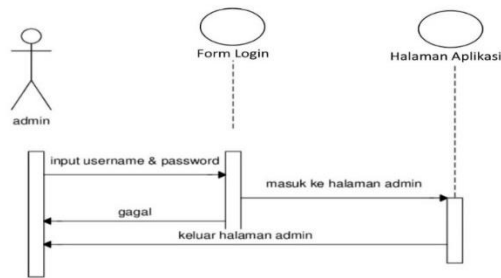 Form Login
Halaman Aplikasi
admin
input username & password
masuk ke halaman admin
gagal
keluar halaman admin